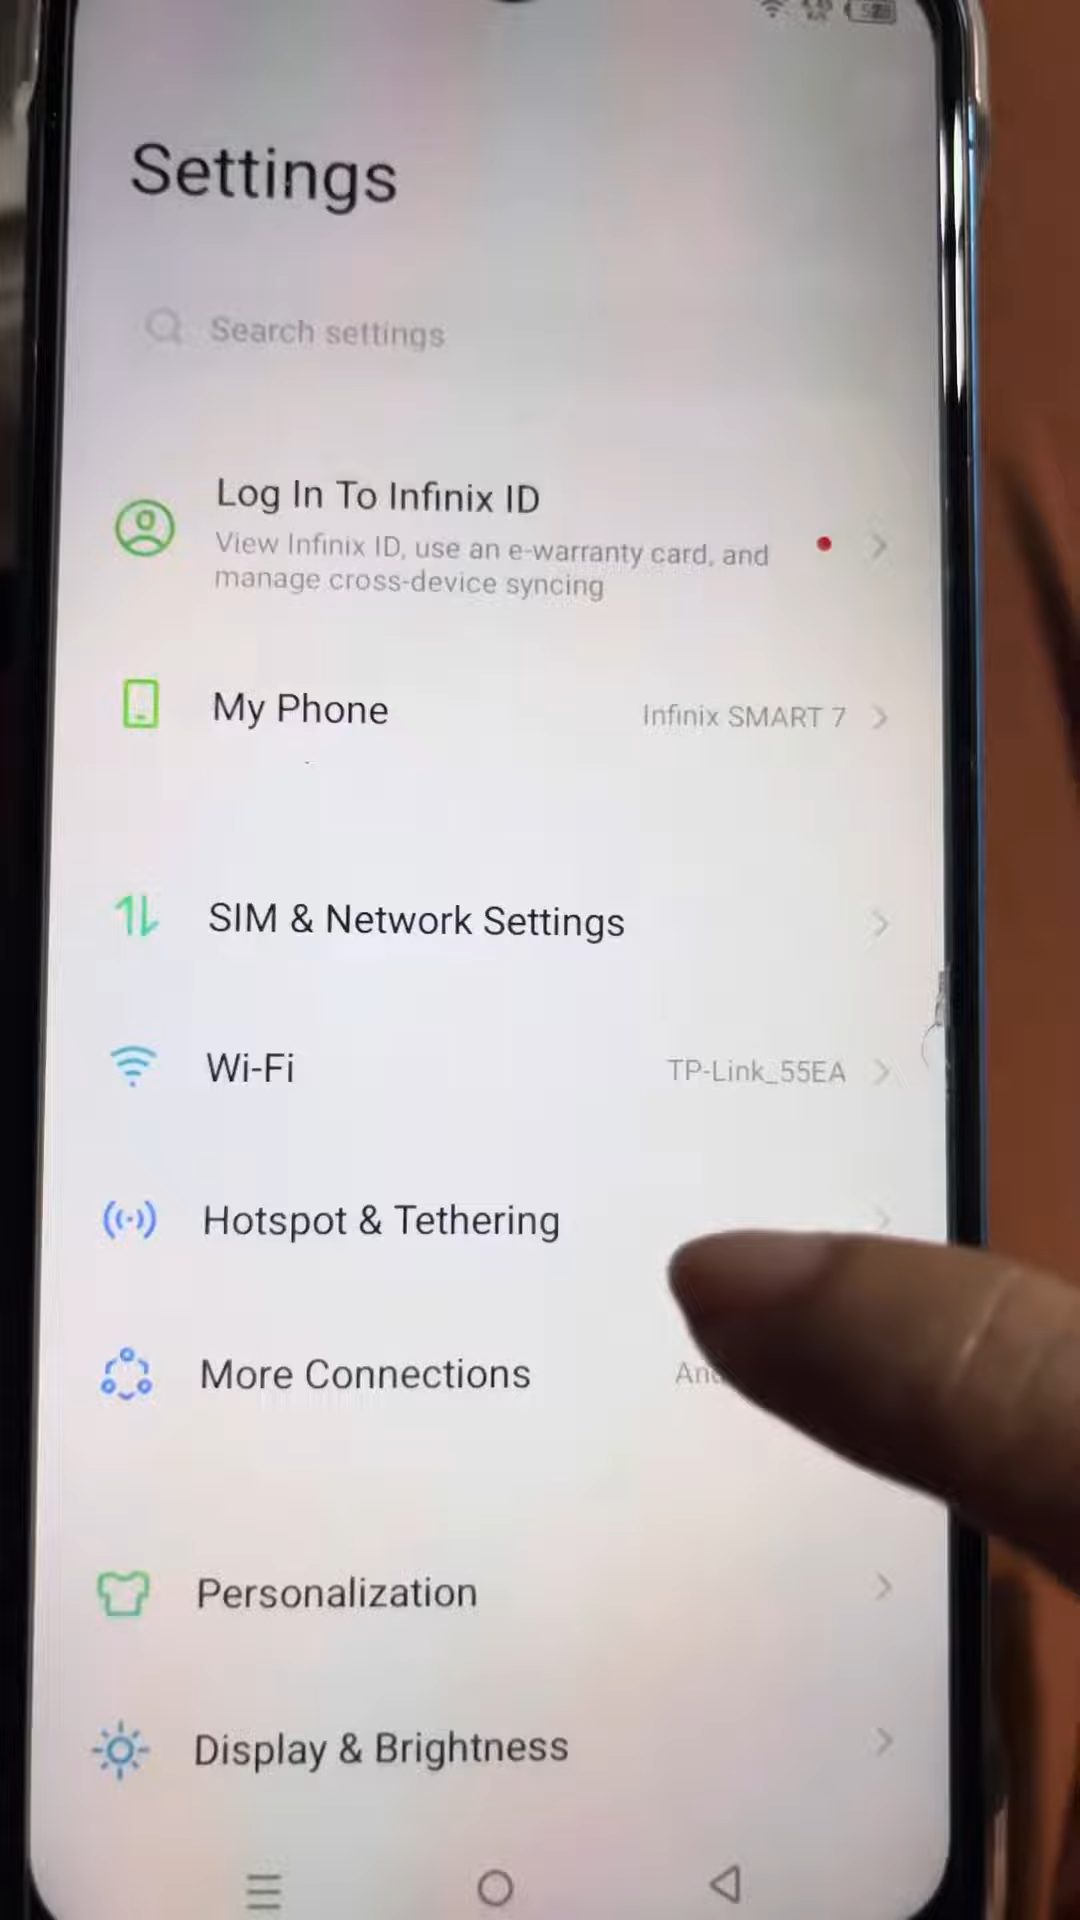 Settings
Search settings
Log In To Infinix ID
View Infinix ID, use an e-warranty card, and
manage cross-device syncing
My Phone
Infinix SMART 7
SIM & Network Settings
Wi-Fi
TP-Link_55EA
Hotspot & Tethering
More Connections
Personalization
Display & Brightness